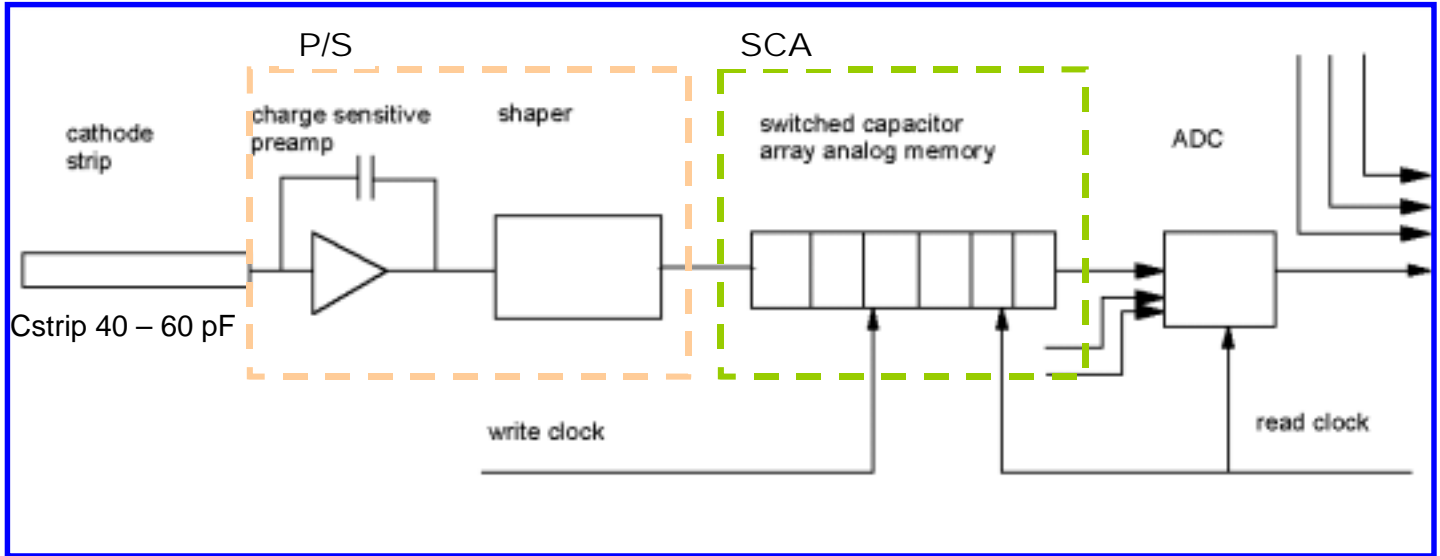 P/S
SCA
cathode
strip
charge sensitive
preamp
shaper
switched capacitor
array analog memory
ADC
Cstrip 40 – 60 pF
write clock
read clock